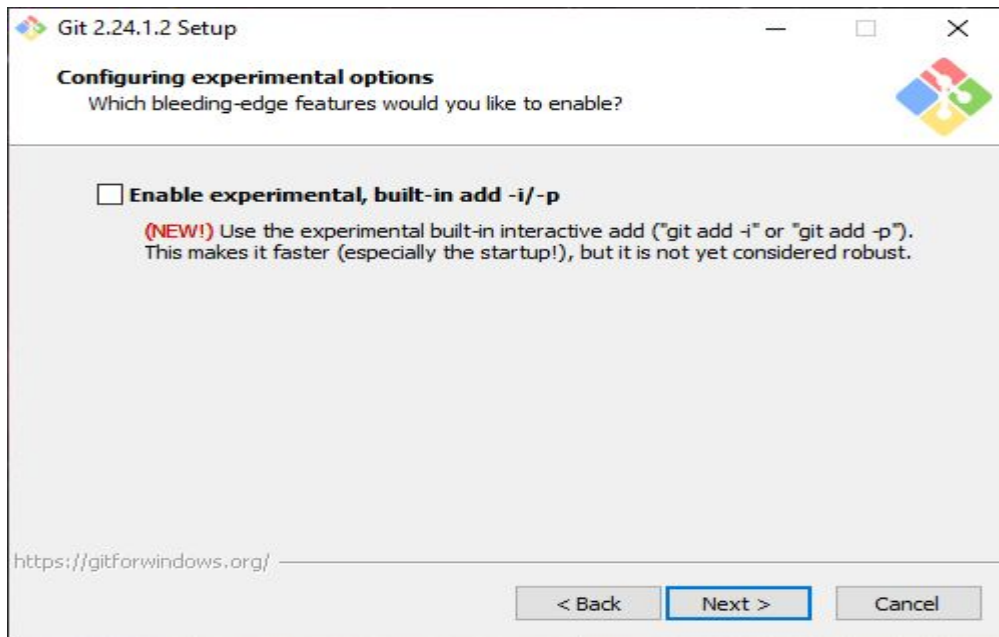 Git 2.24.1.2 Setup
Configuring experimental options
Which bleeding-edge features would you like to enable?
Enable experimental, built-in add -i/-p
(NEW!) Use the experimental built-in interactive add ("git add -i" or "git add -p").
This makes it faster (especially the startup!), but it is not yet considered robust.
https://gitforwindows.org/
< Back
Next >
Cancel